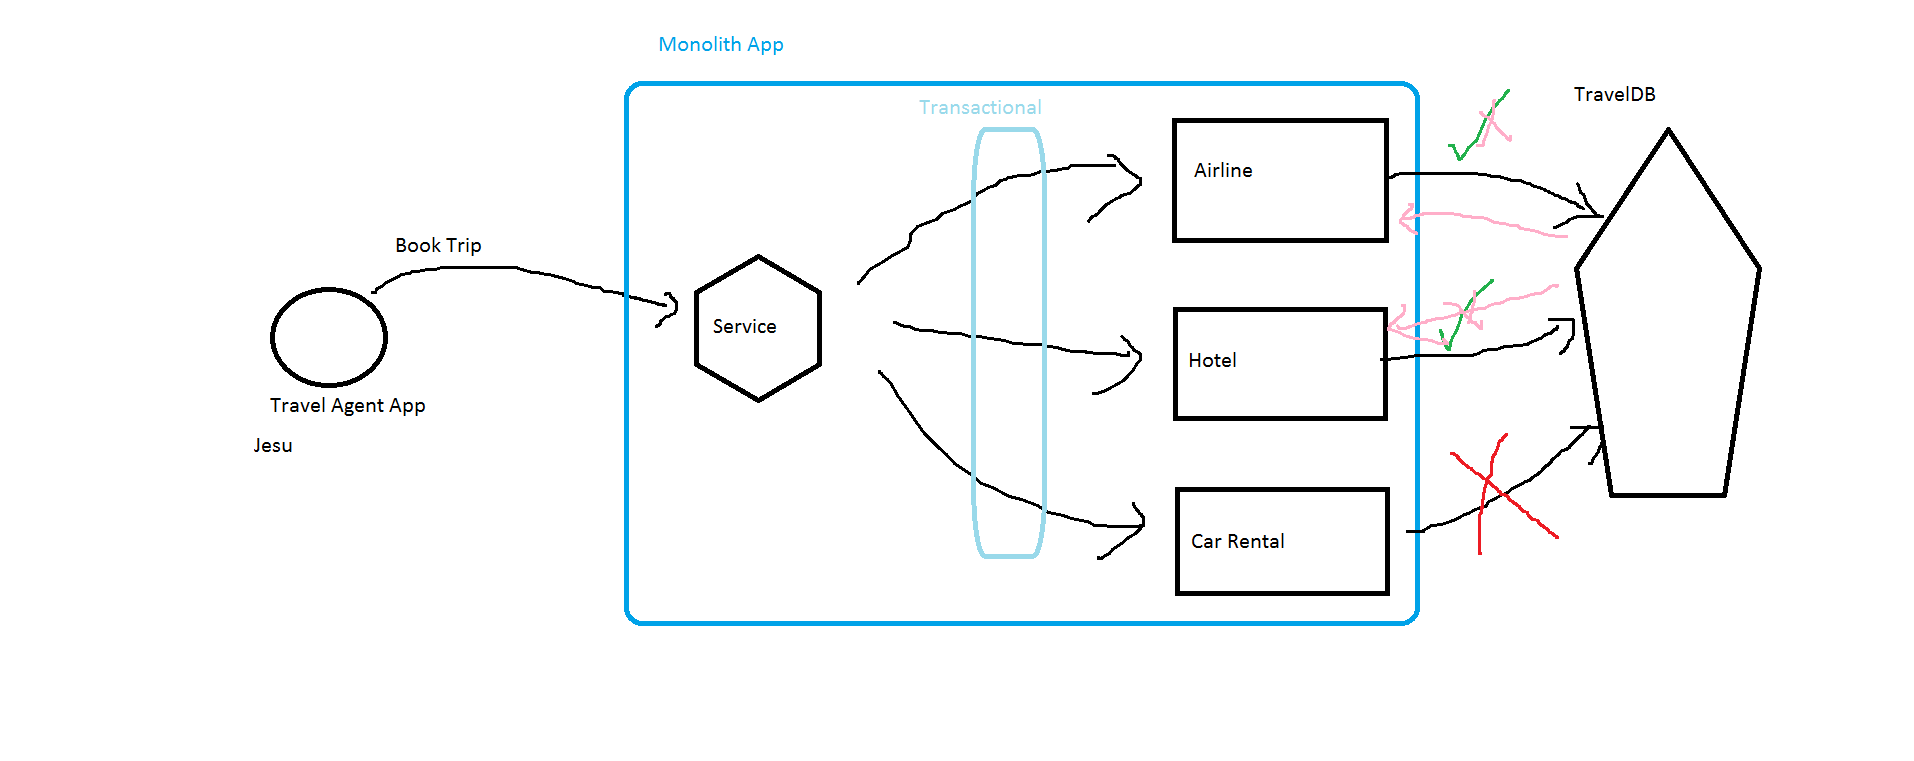 Monolith App
Transactional
TravelDB
Airline
Book Trip
Service
Hotel
Travel Agent App
Jesu
Car Rental